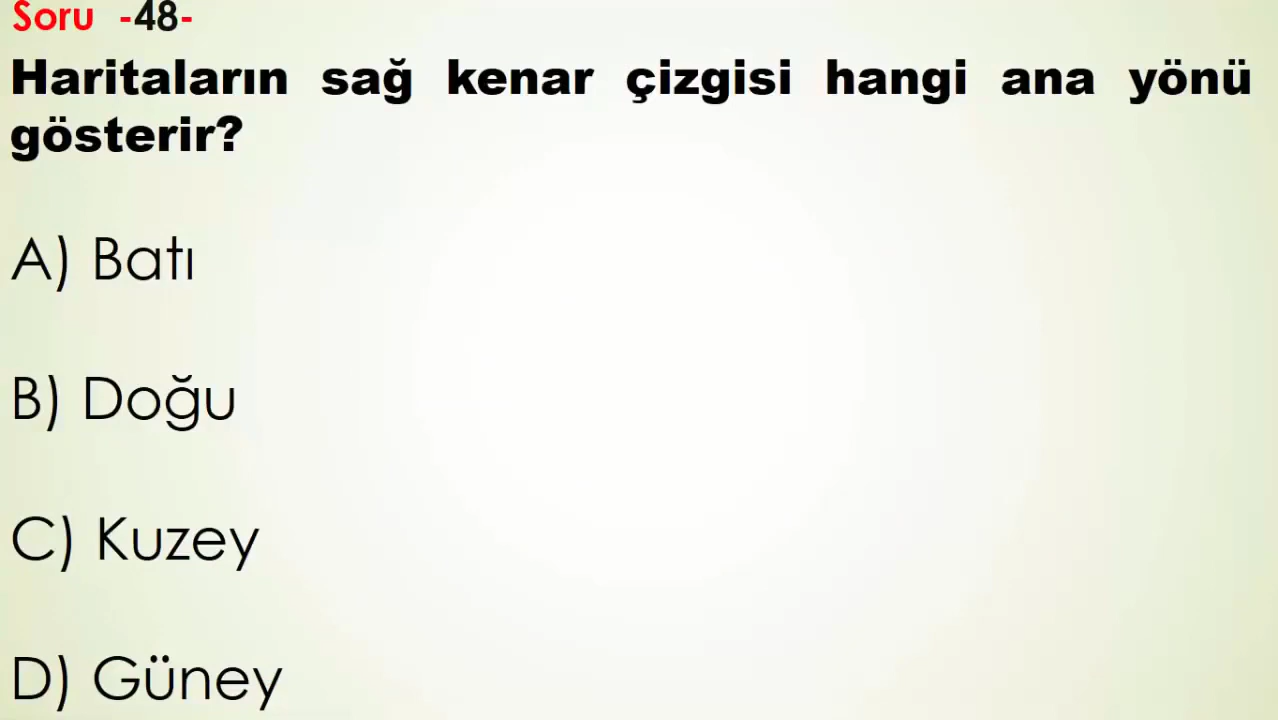 Soru -48-
Haritaların sağ kenar çizgisi hangi ana yönü
gösterir?
A) Batı
B) Doğu
C) Kuzey
D) Güney